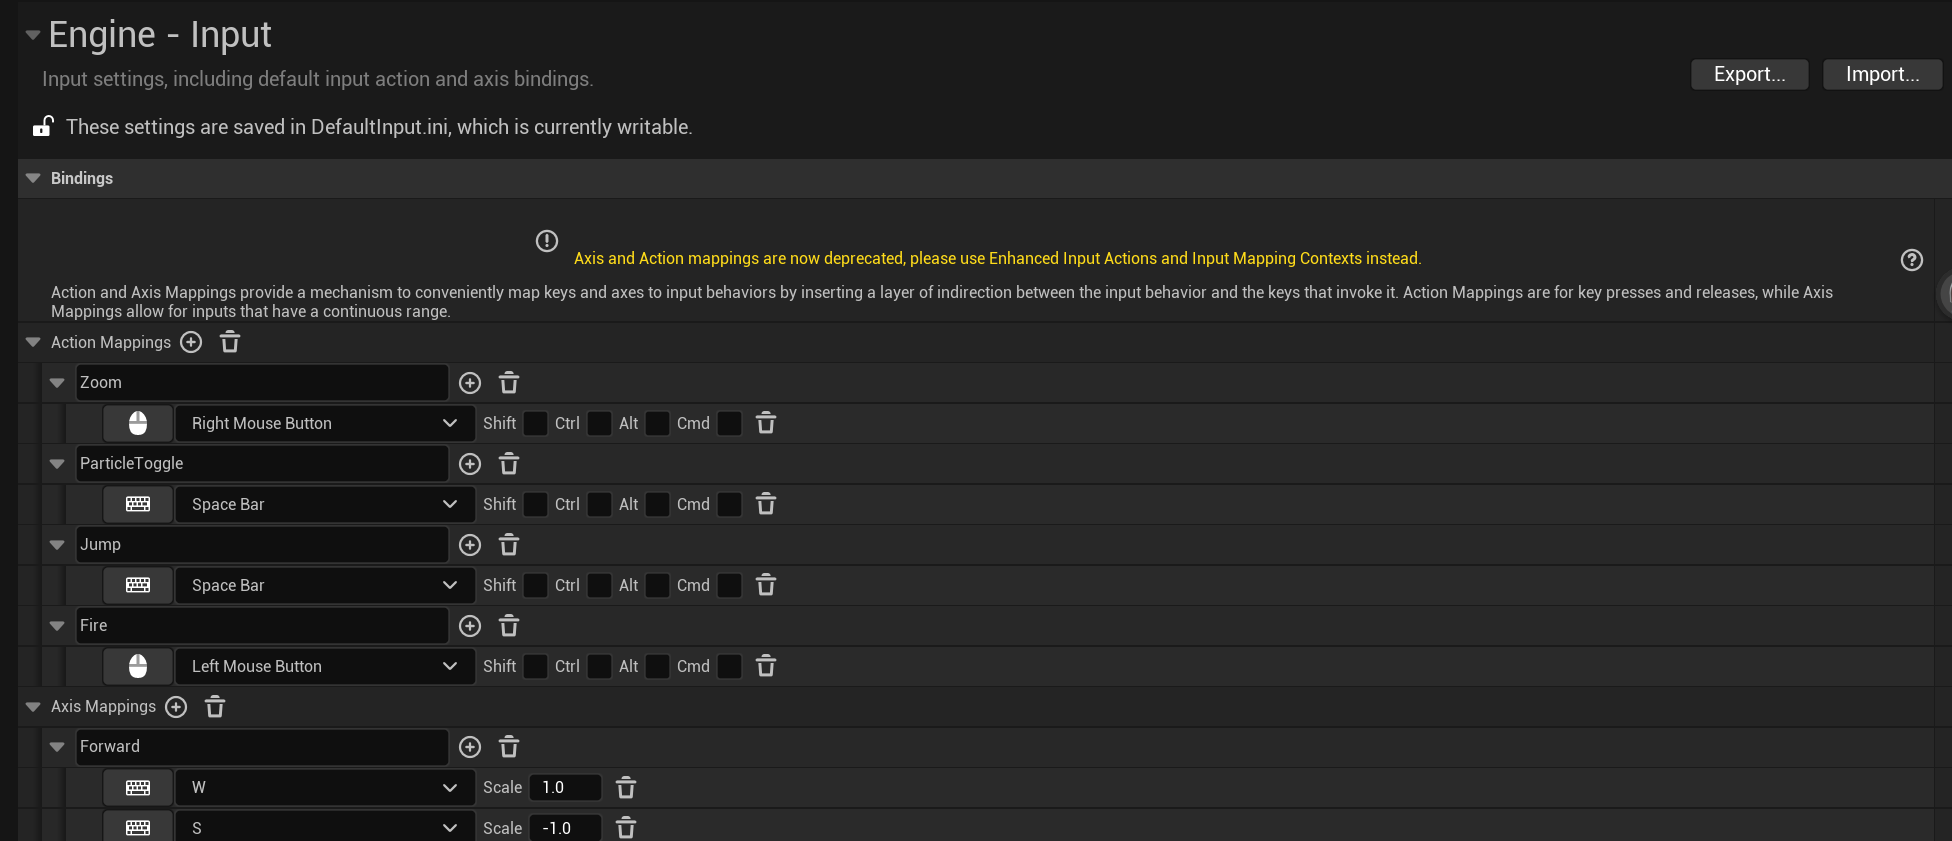 Engine - Input
Input settings, including default input action and axis bindings.
Export...
Import...
These settings are saved in DefaultInput.ini, which is currently writable.
Bindings
Axis and Action mappings are now deprecated, please use Enhanced Input Actions and Input Mapping Contexts instead.
Action and Axis Mappings provide a mechanism to conveniently map keys and axes to input behaviors by inserting a layer of indirection between the input behavior and the keys that invoke it. Action Mappings are for key presses and releases, while Axis
Mappings allow for inputs that have a continuous range.
Action Mappings
Zoom
Right Mouse Button Shift Ctrl Alt Cmd
ParticleToggle
Space Bar Shift Ctrl Alt Cmd
Jump
Space Bar Shift Ctrl Alt Cmd
Fire
Left Mouse Button Shift Ctrl Alt Cmd
Axis Mappings
Forward
W Scale 1.0
S Scale -1.0